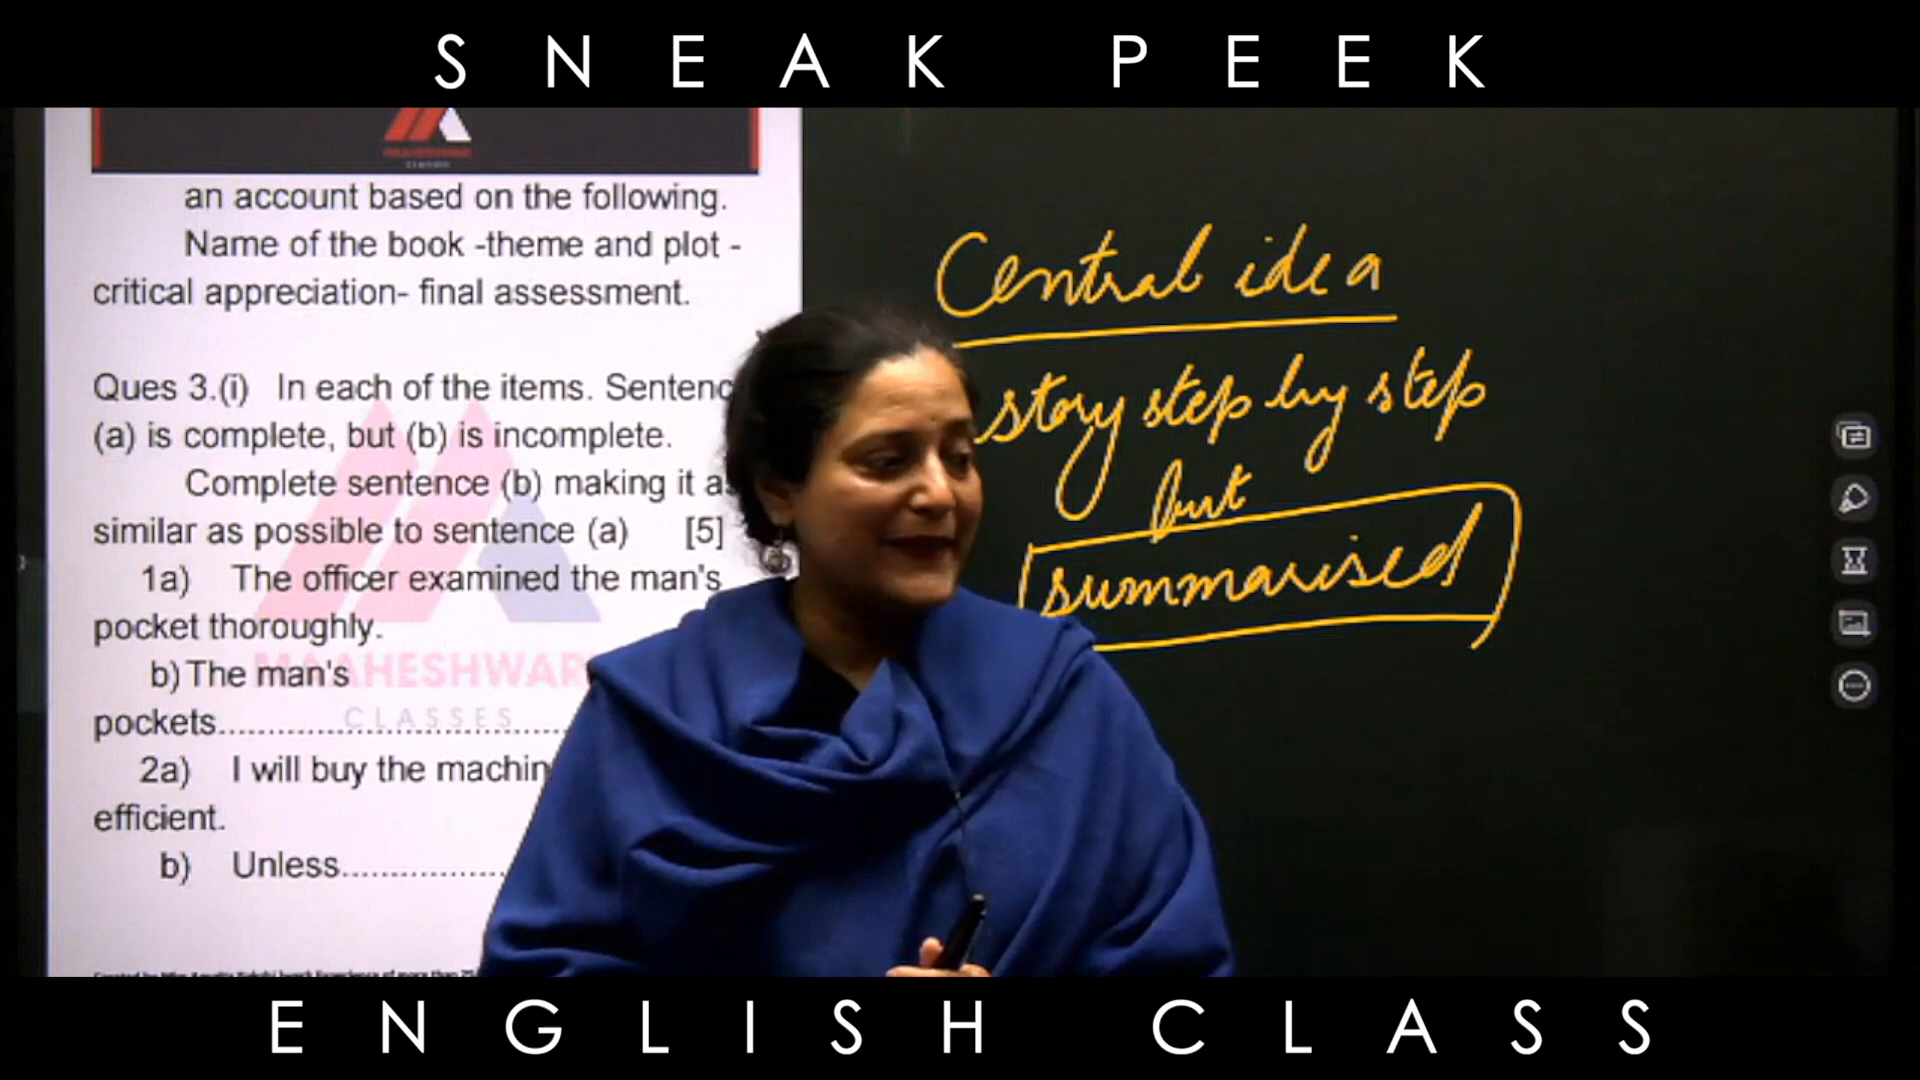 SNEAK PEEK
an account based on the following.
Name of the book -theme and plot -
critical appreciation- final assessment.
Ques 3.(i) In each of the items. Sentenc
(a) is complete, but (b) is incomplete.
Complete sentence (b) making it as
similar as possible to sentence (a) [5]
1a) The officer examined the man's
pocket thoroughly.
b) The man's
pockets..............................
2a) I will buy the machin
efficient.
b) Unless..................
MAAHESHWAR
CLASSES
Central idea
story step by step
but
summarised
ENGLISH CLASS